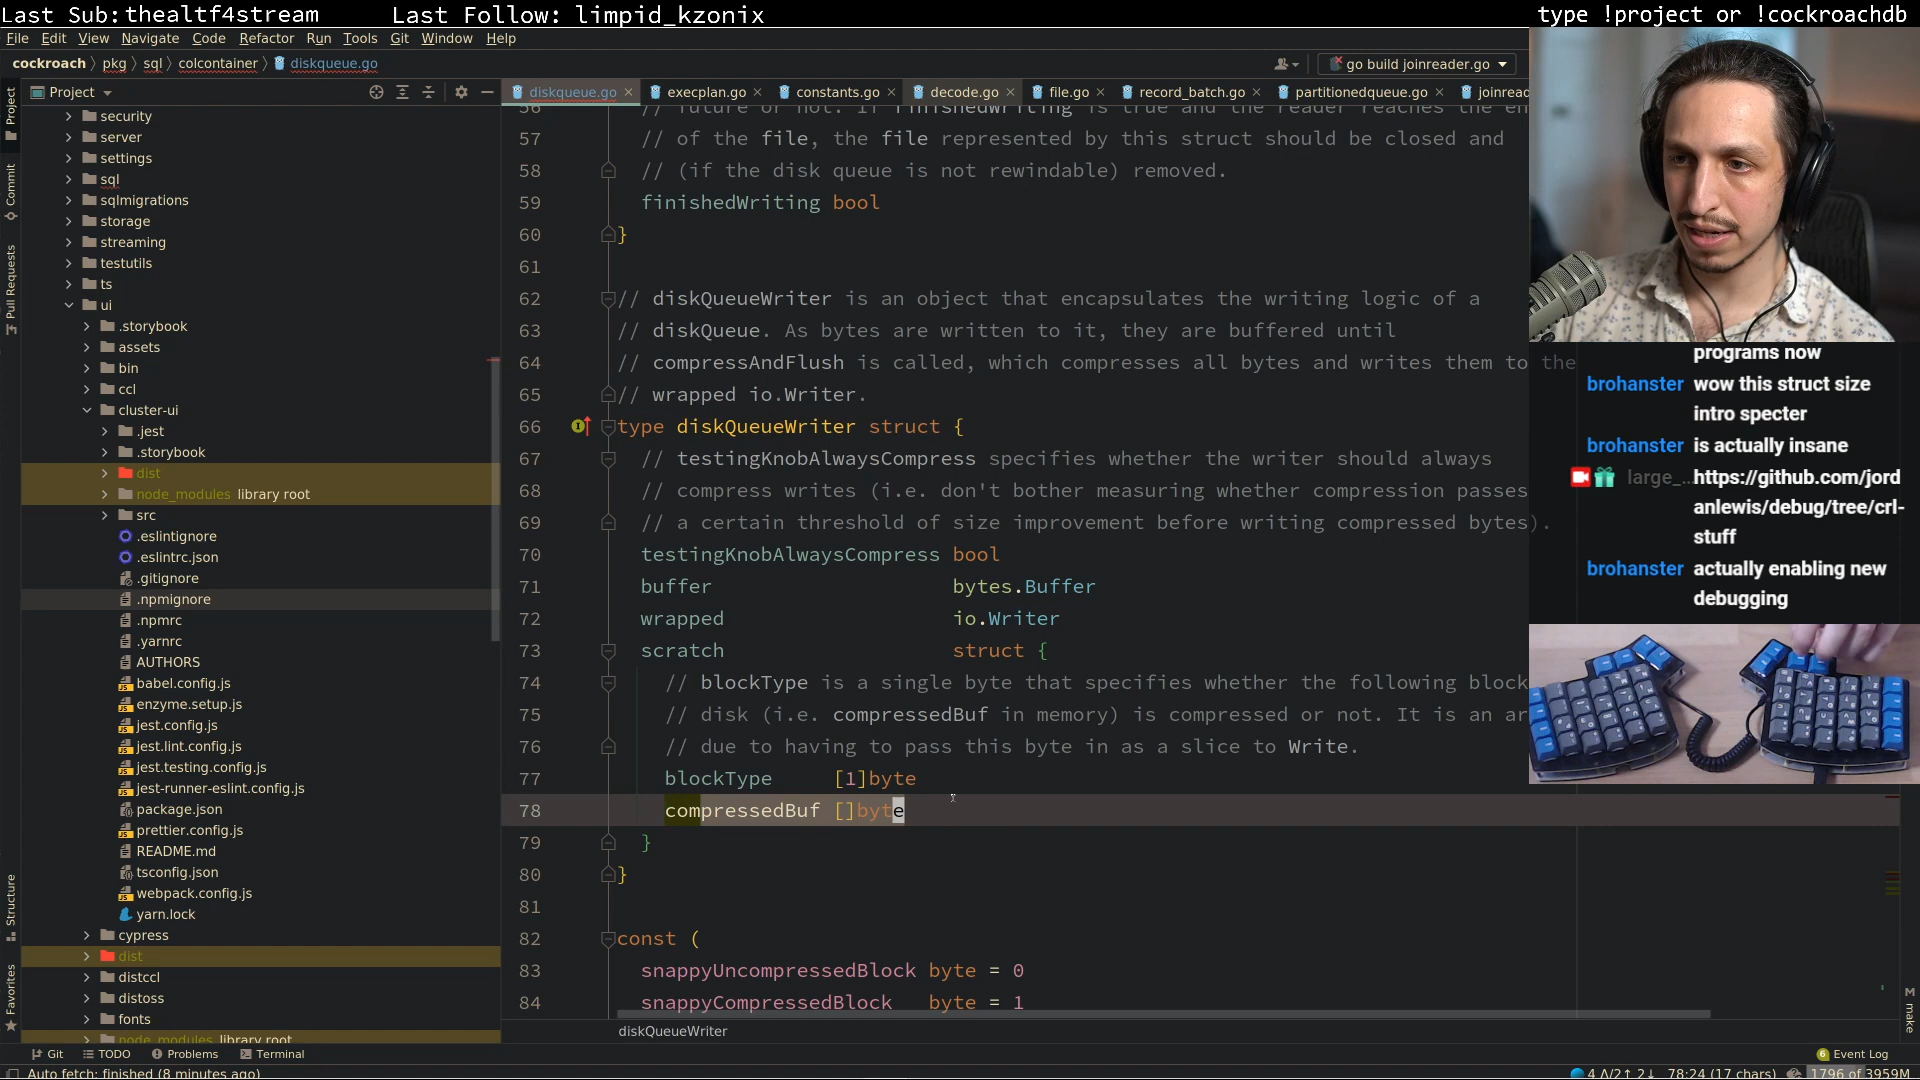 Last Sub:thealtf4stream
Last Follow: limpid_kzonix
type !project or !cockroachdb
File Edit View Navigate Code Refactor Run Tools Git Window Help
cockroach pkg sql colcontainer diskqueue.go
go build joinreader.go
Project
diskqueue.go execplan.go constants.go decode.go file.go record_batch.go partitionedqueue.go joinread
Project
Commit
Pull Requests
Structure
Favorites
security
server
settings
sql
sqlmigrations
storage
streaming
testutils
ts
ui
.storybook
assets
bin
ccl
cluster-ui
.jest
.storybook
dist
node_modules library root
src
.eslintignore
.eslintrc.json
.gitignore
.npmignore
.npmrc
.yarnrc
AUTHORS
babel.config.js
enzyme.setup.js
jest.config.js
jest.lint.config.js
jest.testing.config.js
jest-runner-eslint.config.js
package.json
prettier.config.js
README.md
tsconfig.json
webpack.config.js
yarn.lock
cypress
dist
distccl
distoss
fonts
node_modules library root
56 // future or not. If finishedWriting is true and the reader reaches the en
57 // of the file, the file represented by this struct should be closed and
58 // (if the disk queue is not rewindable) removed.
59 finishedWriting bool
60 }
61
62 // diskQueueWriter is an object that encapsulates the writing logic of a
63 // diskQueue. As bytes are written to it, they are buffered until
64 // compressAndFlush is called, which compresses all bytes and writes them to the
65 // wrapped io.Writer.
66 type diskQueueWriter struct {
67 // testingKnobAlwaysCompress specifies whether the writer should always
68 // compress writes (i.e. don't bother measuring whether compression passes
69 // a certain threshold of size improvement before writing compressed bytes).
70 testingKnobAlwaysCompress bool
71 buffer bytes.Buffer
72 wrapped io.Writer
73 scratch struct {
74 // blockType is a single byte that specifies whether the following block
75 // disk (i.e. compressedBuf in memory) is compressed or not. It is an ar
76 // due to having to pass this byte in as a slice to Write.
77 blockType [1]byte
78 compressedBuf []byte
79 }
80 }
81
82 const (
83 snappyUncompressedBlock byte = 0
84 snappyCompressedBlock byte = 1
diskQueueWriter
programs now
brohanster wow this struct size
intro specter
brohanster is actually insane
large_... https://github.com/jord
anlewis/debug/tree/crl-
stuff
brohanster actually enabling new
debugging
M make
Git TODO Problems Terminal
6 Event Log
Auto fetch: finished (8 minutes ago)
78:24 (17 chars) 1796 of 3959M